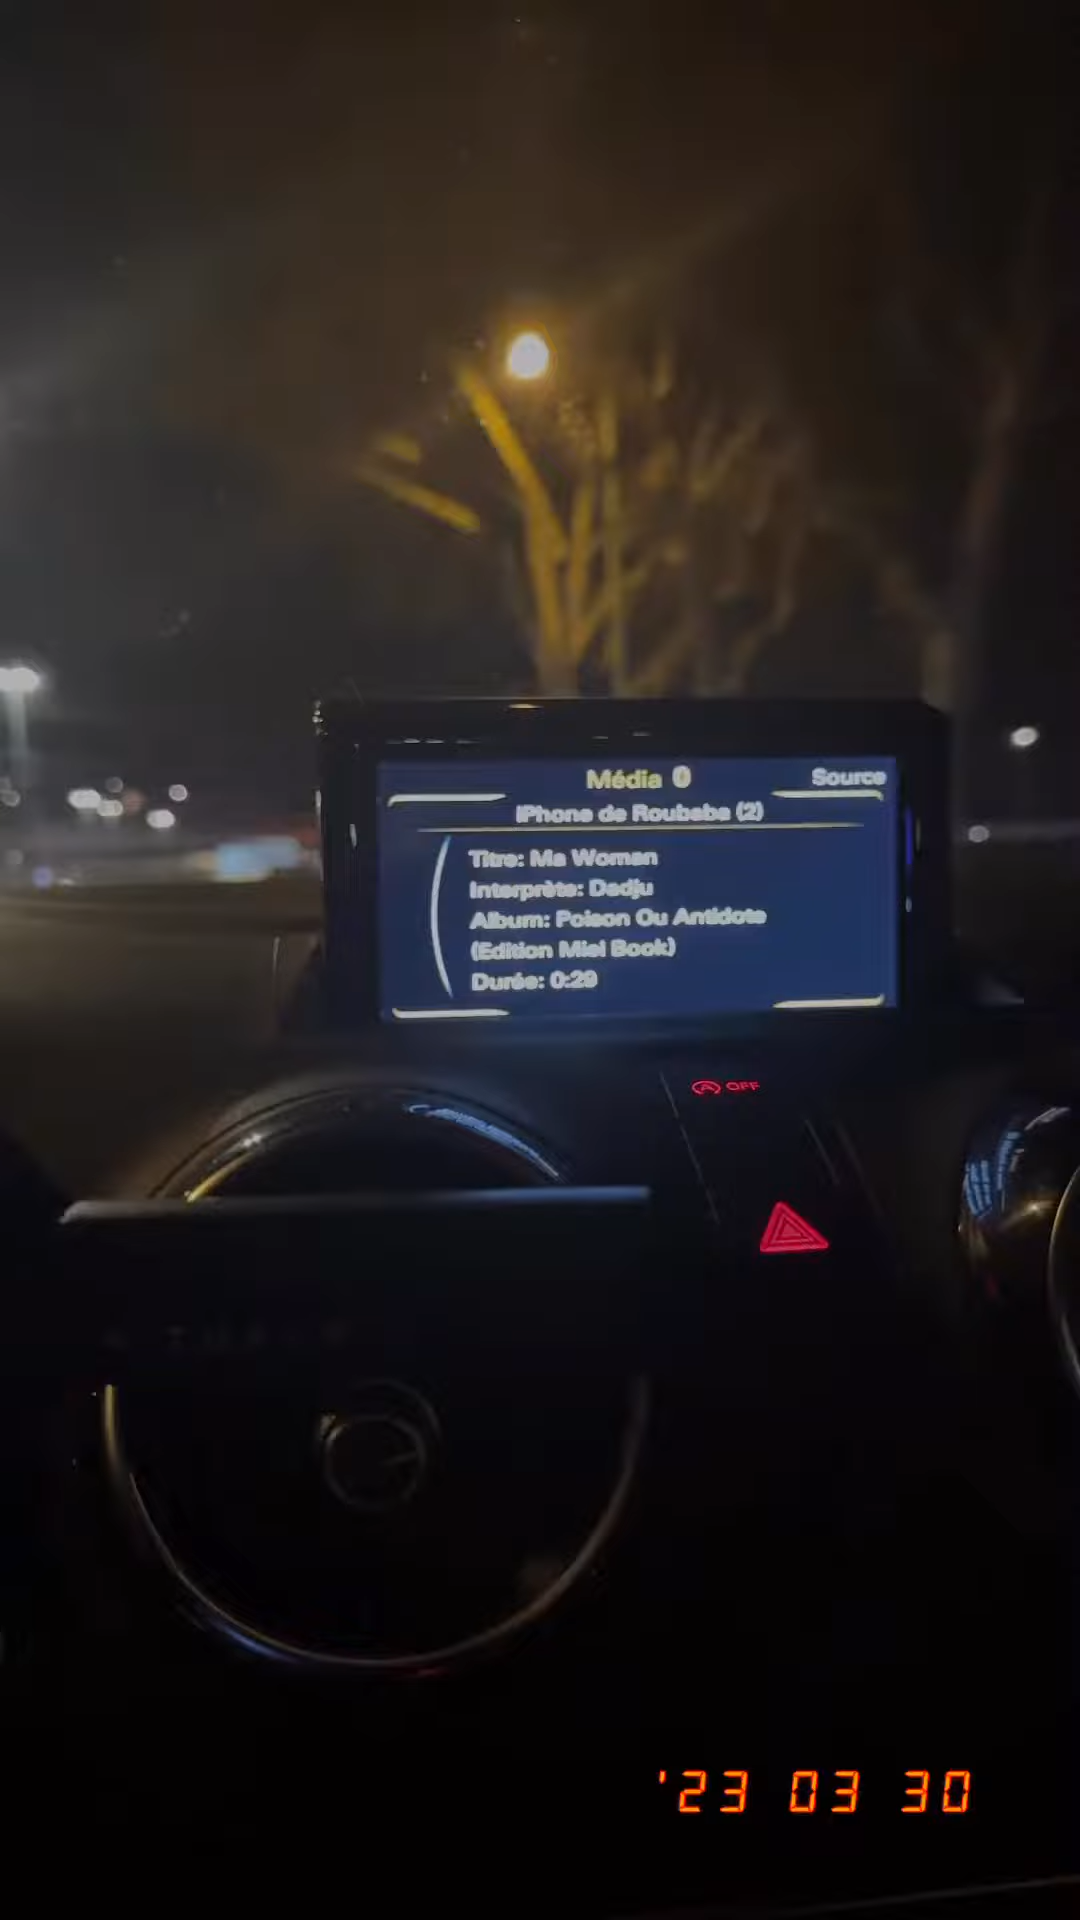 Média
Source
iPhone de Roubaba (2)
Titre: Ma Woman
Interprète: Dadju
Album: Poison Ou Antidote
(Edition Miel Book)
Durée: 0:29
A OFF
'23 03 30